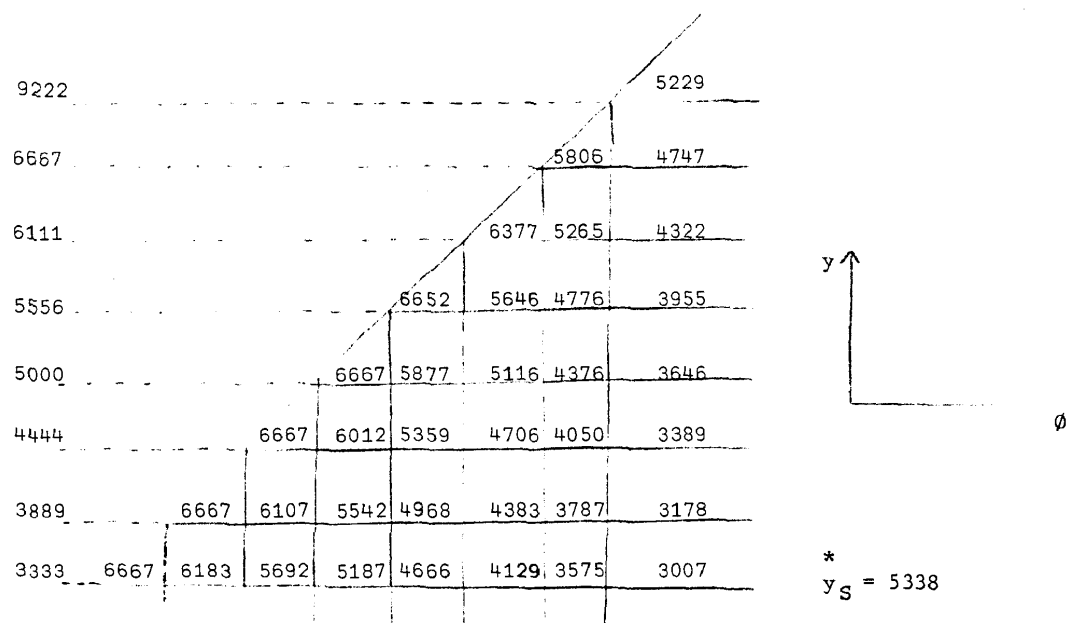 9222 5229
6667 5806 4747
6111 6377 5265 4322
5556 6652 5646 4776 3955
y
5000 6667 5877 5116 4376 3646
ø
4444 6667 6012 5359 4706 4050 3389
3889 6667 6107 5542 4968 4383 3787 3178
3333 6667 6183 5692 5187 4666 4129 3575 3007
*
yS = 5338